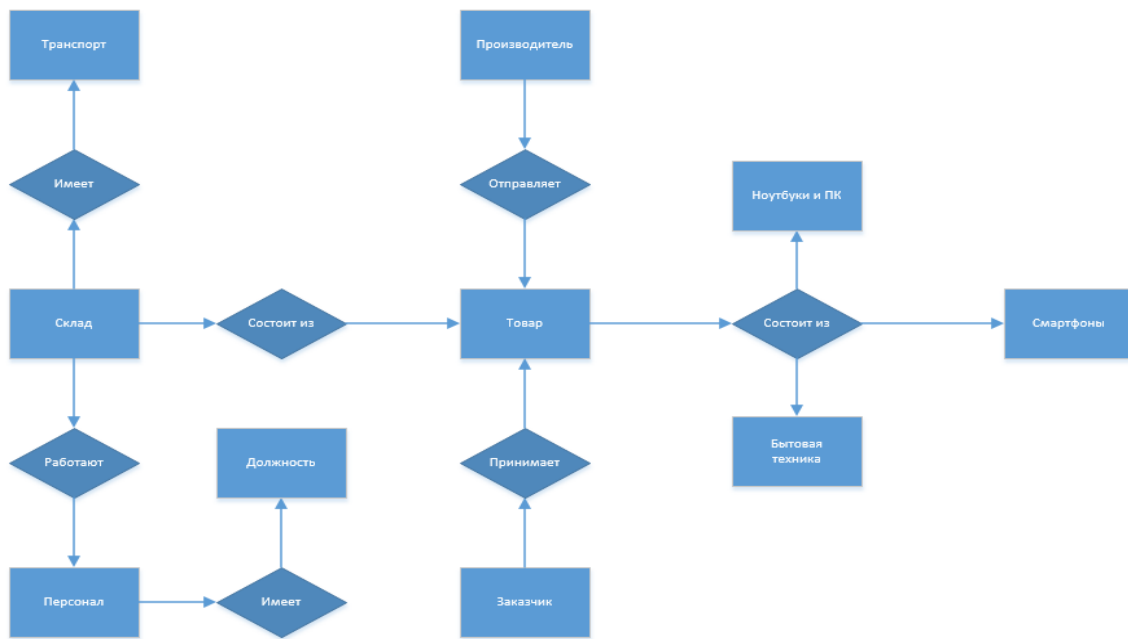 Транспорт
Производитель
Имеет
Отправляет
Ноутбуки и ПК
Склад
Состоит из
Товар
Состоит из
Смартфоны
Работают
Должность
Принимает
Бытовая
техника
Персонал
Имеет
Заказчик